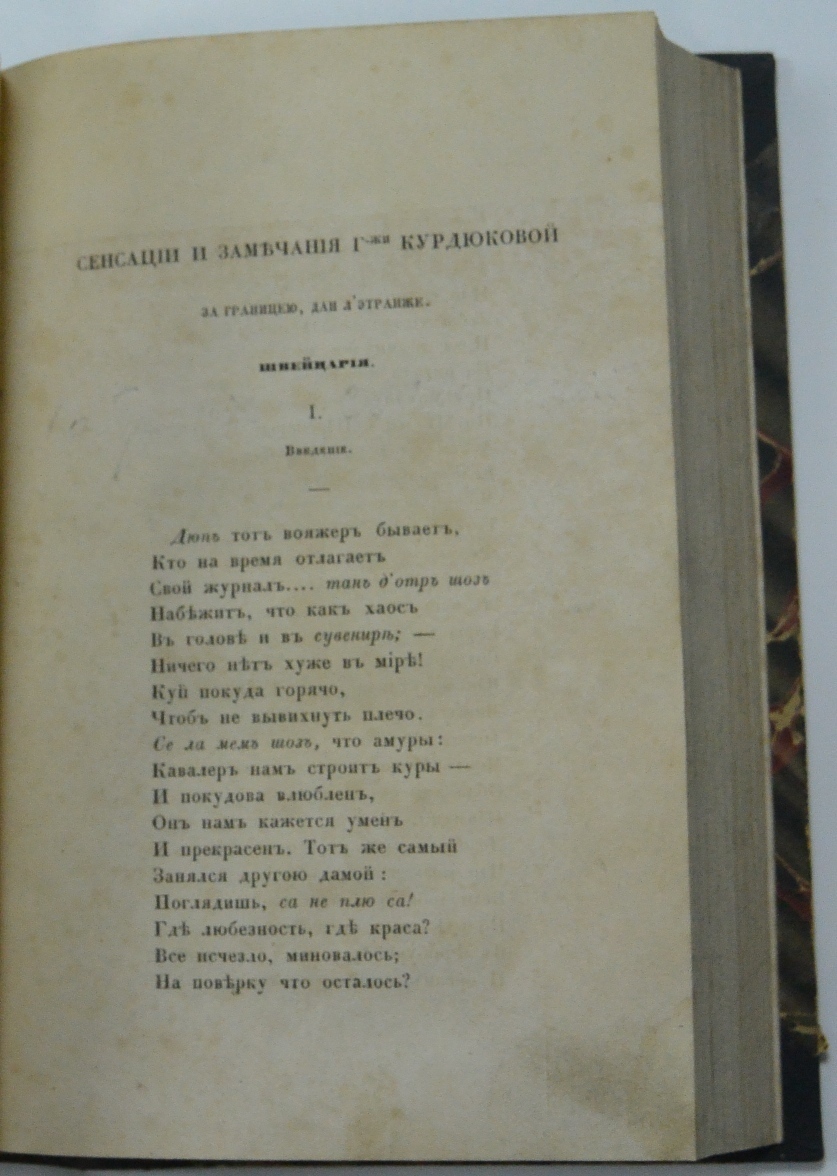 СЕНСАЦІИ И ЗАМѢЧАНІЯ Г-жи КУРДЮКОВОЙ
ЗА ГРАНИЦЕЮ, ДАН Л'ЭТРАНЖЕ.
ШВЕЙЦАРІЯ.
I.
Введеніе.
—
Дюпъ тотъ вояжеръ бываетъ,
Кто на время отлагаетъ
Свой журналъ.... танъ д'отръ шозъ
Набѣжитъ, что какъ хаосъ
Въ головѣ и въ сувенирѣ; —
Ничего нѣтъ хуже въ мірѣ!
Куй покуда горячо,
Чтобъ не вывихнуть плечо.
Се ла мемъ шозъ, что амуры:
Кавалеръ намъ строитъ куры —
И покудова влюбленъ,
Онъ намъ кажется уменъ
И прекрасенъ. Тотъ же самый
Занялся другою дамой:
Поглядишь, са не плю са!
Гдѣ любезность, гдѣ краса?
Все исчезло, миновалось;
На повѣрку что осталось?